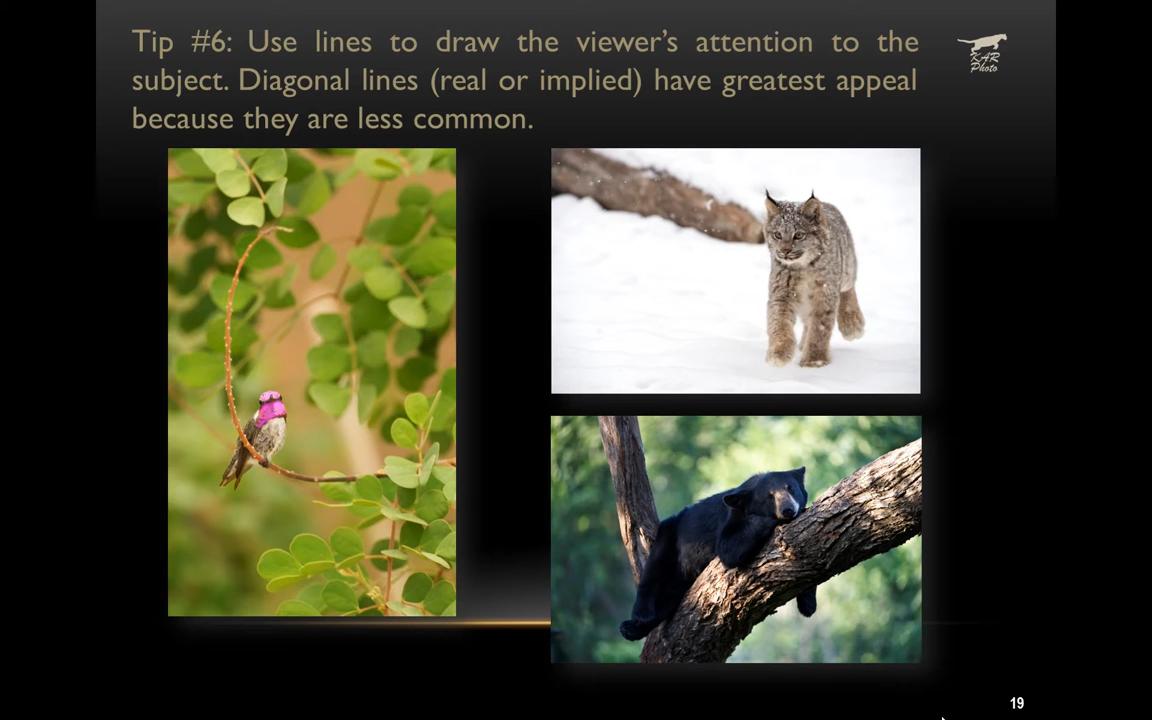 Tip #6: Use lines to draw the viewer’s attention to the
subject. Diagonal lines (real or implied) have greatest appeal
because they are less common.
KAR
Photo
19